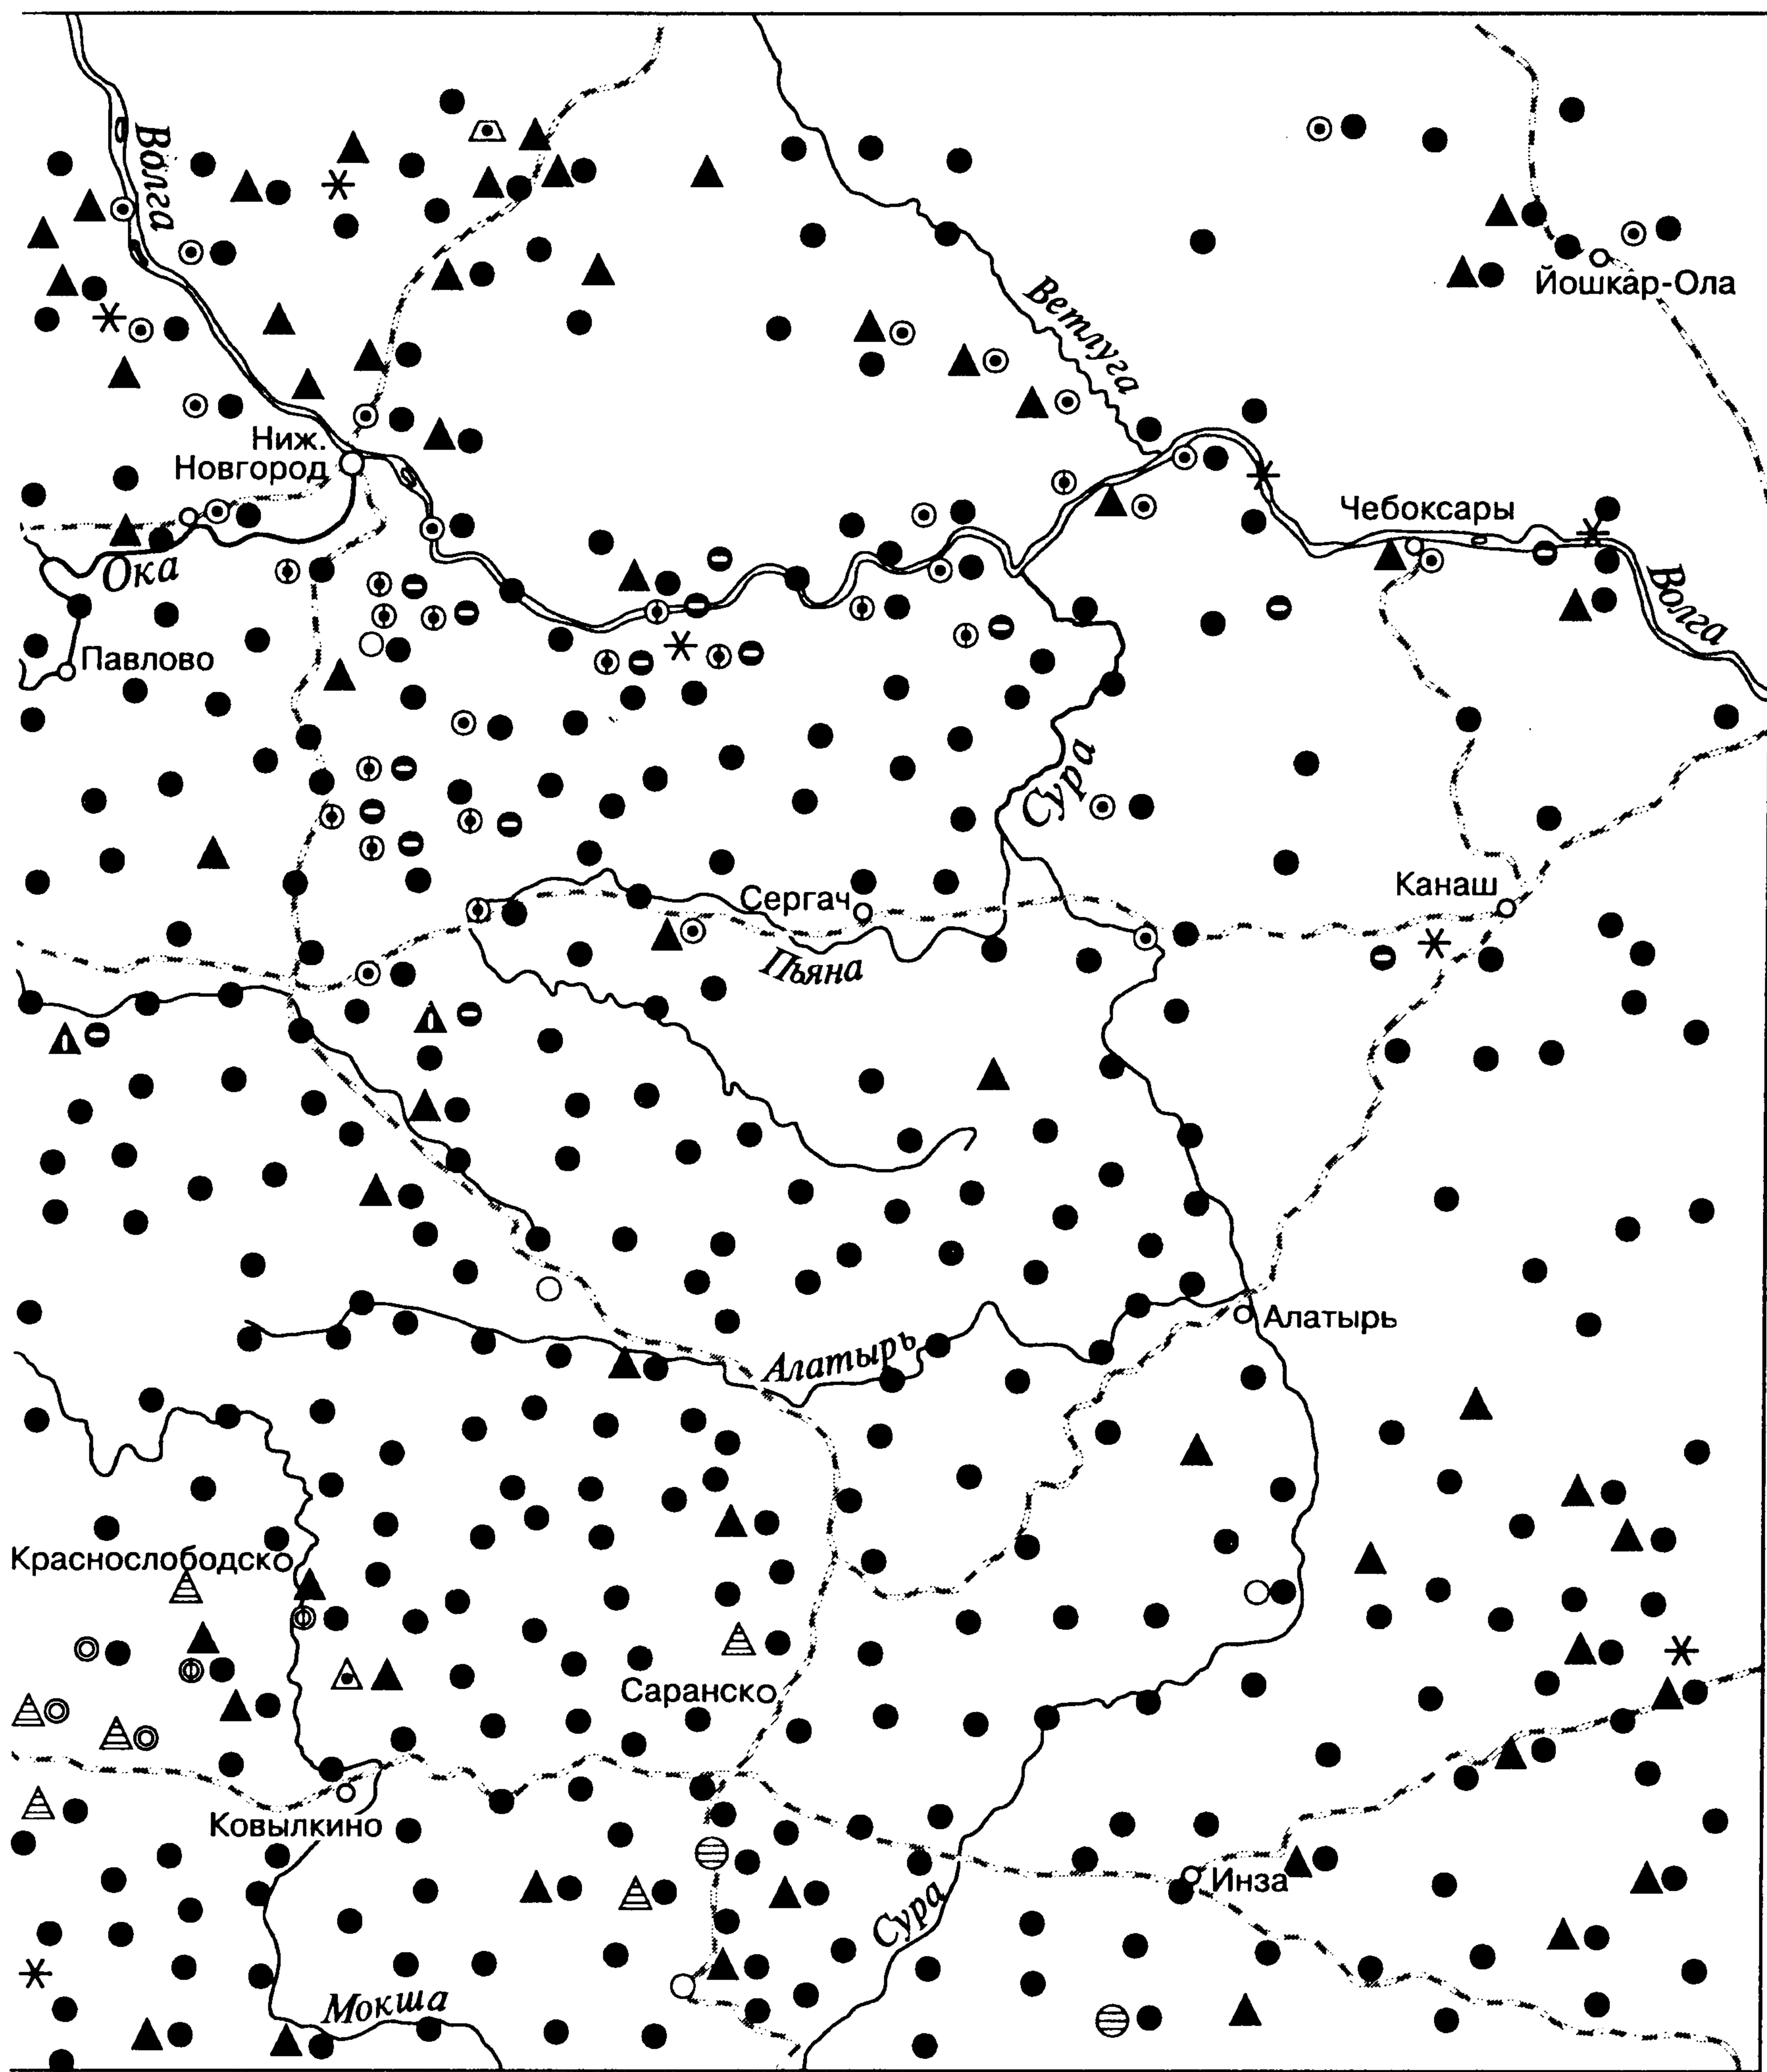 Волга
Ветлуга
Йошкар-Ола
Ниж.
Новгород
Чебоксары
Ока
Волга
Павлово
Сура
Сергач
Канаш
Пьяна
Алатырь
Алатырь
Краснослободск
Саранск
Ковылкино
Инза
Сура
Мокша